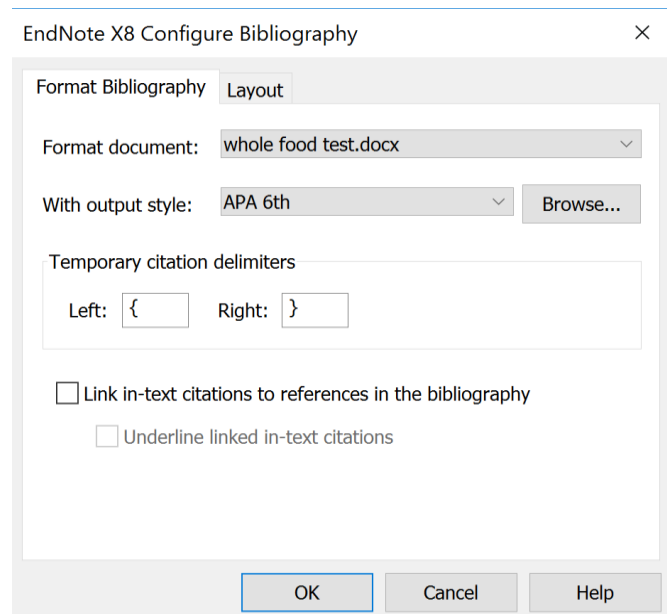 EndNote X8 Configure Bibliography
Format Bibliography
Layout
Format document: whole food test.docx
With output style: APA 6th Browse...
Temporary citation delimiters
Left: { Right: }
Link in-text citations to references in the bibliography
Underline linked in-text citations
OK Cancel Help